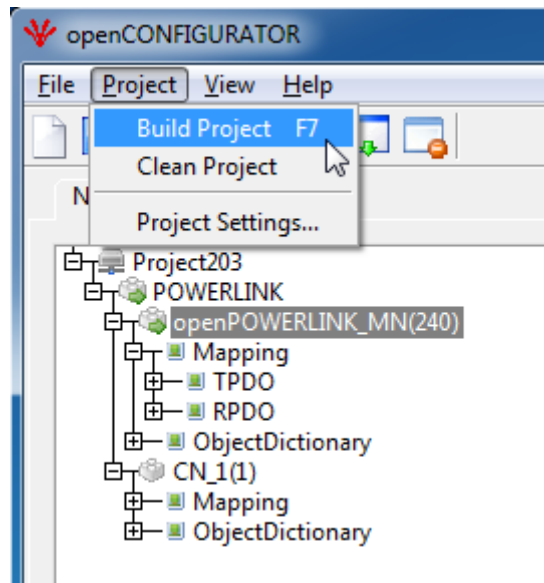 openCONFIGURATOR
File Project View Help
Build Project F7
Clean Project
N
Project Settings...
Project203
POWERLINK
openPOWERLINK_MN(240)
Mapping
TPDO
RPDO
ObjectDictionary
CN_1(1)
Mapping
ObjectDictionary